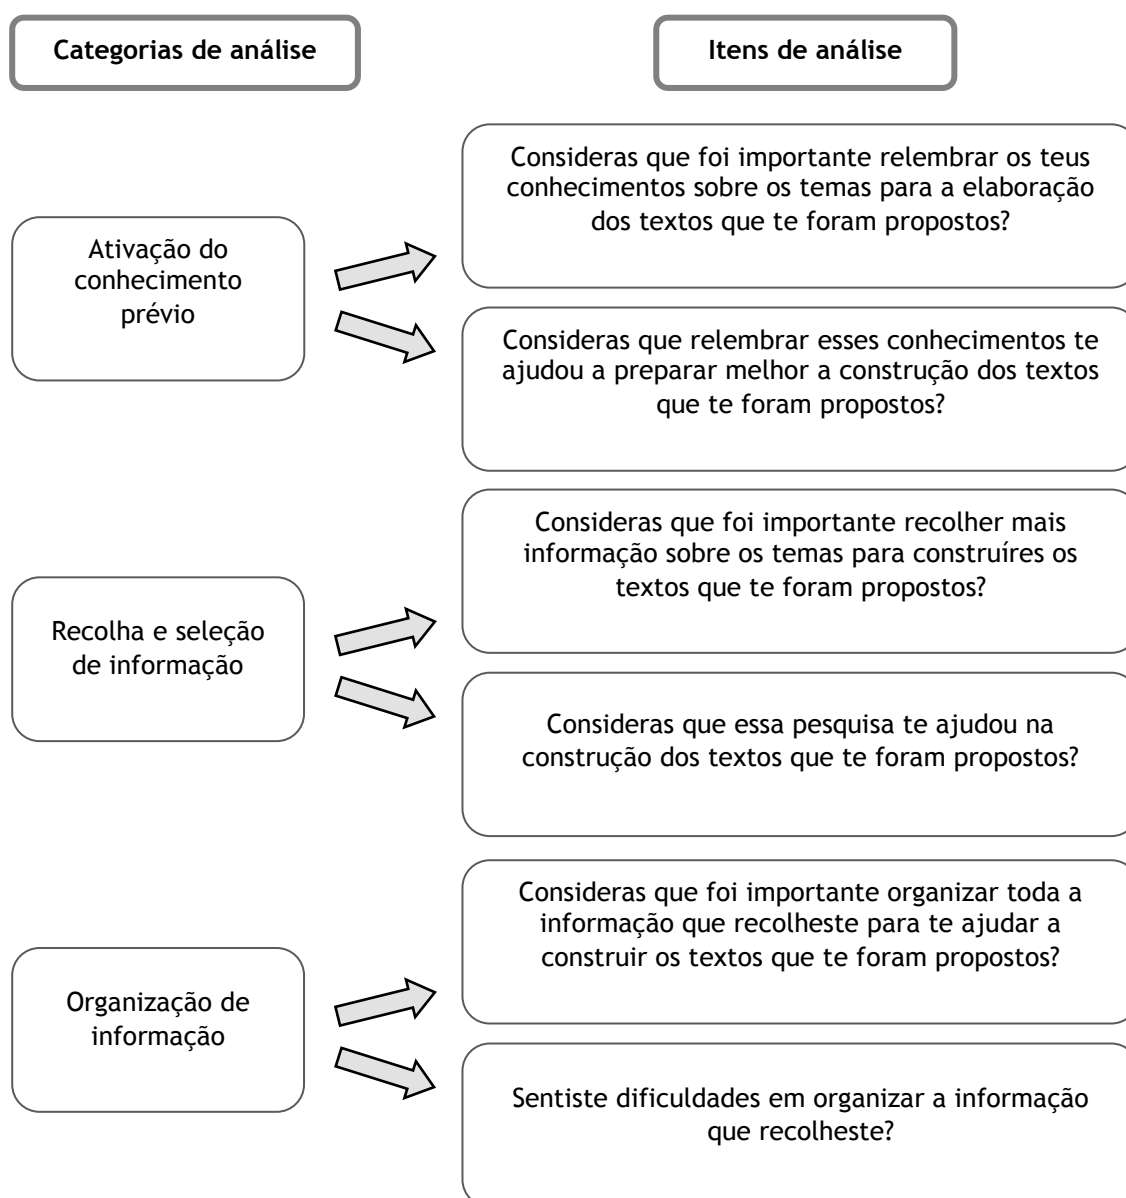 Categorias de análise
Itens de análise
Ativação do
conhecimento
prévio
Consideras que foi importante relembrar os teus
conhecimentos sobre os temas para a elaboração
dos textos que te foram propostos?
Consideras que relembrar esses conhecimentos te
ajudou a preparar melhor a construção dos textos
que te foram propostos?
Recolha e seleção
de informação
Consideras que foi importante recolher mais
informação sobre os temas para construíres os
textos que te foram propostos?
Consideras que essa pesquisa te ajudou na
construção dos textos que te foram propostos?
Organização de
informação
Consideras que foi importante organizar toda a
informação que recolheste para te ajudar a
construir os textos que te foram propostos?
Sentiste dificuldades em organizar a informação
que recolheste?